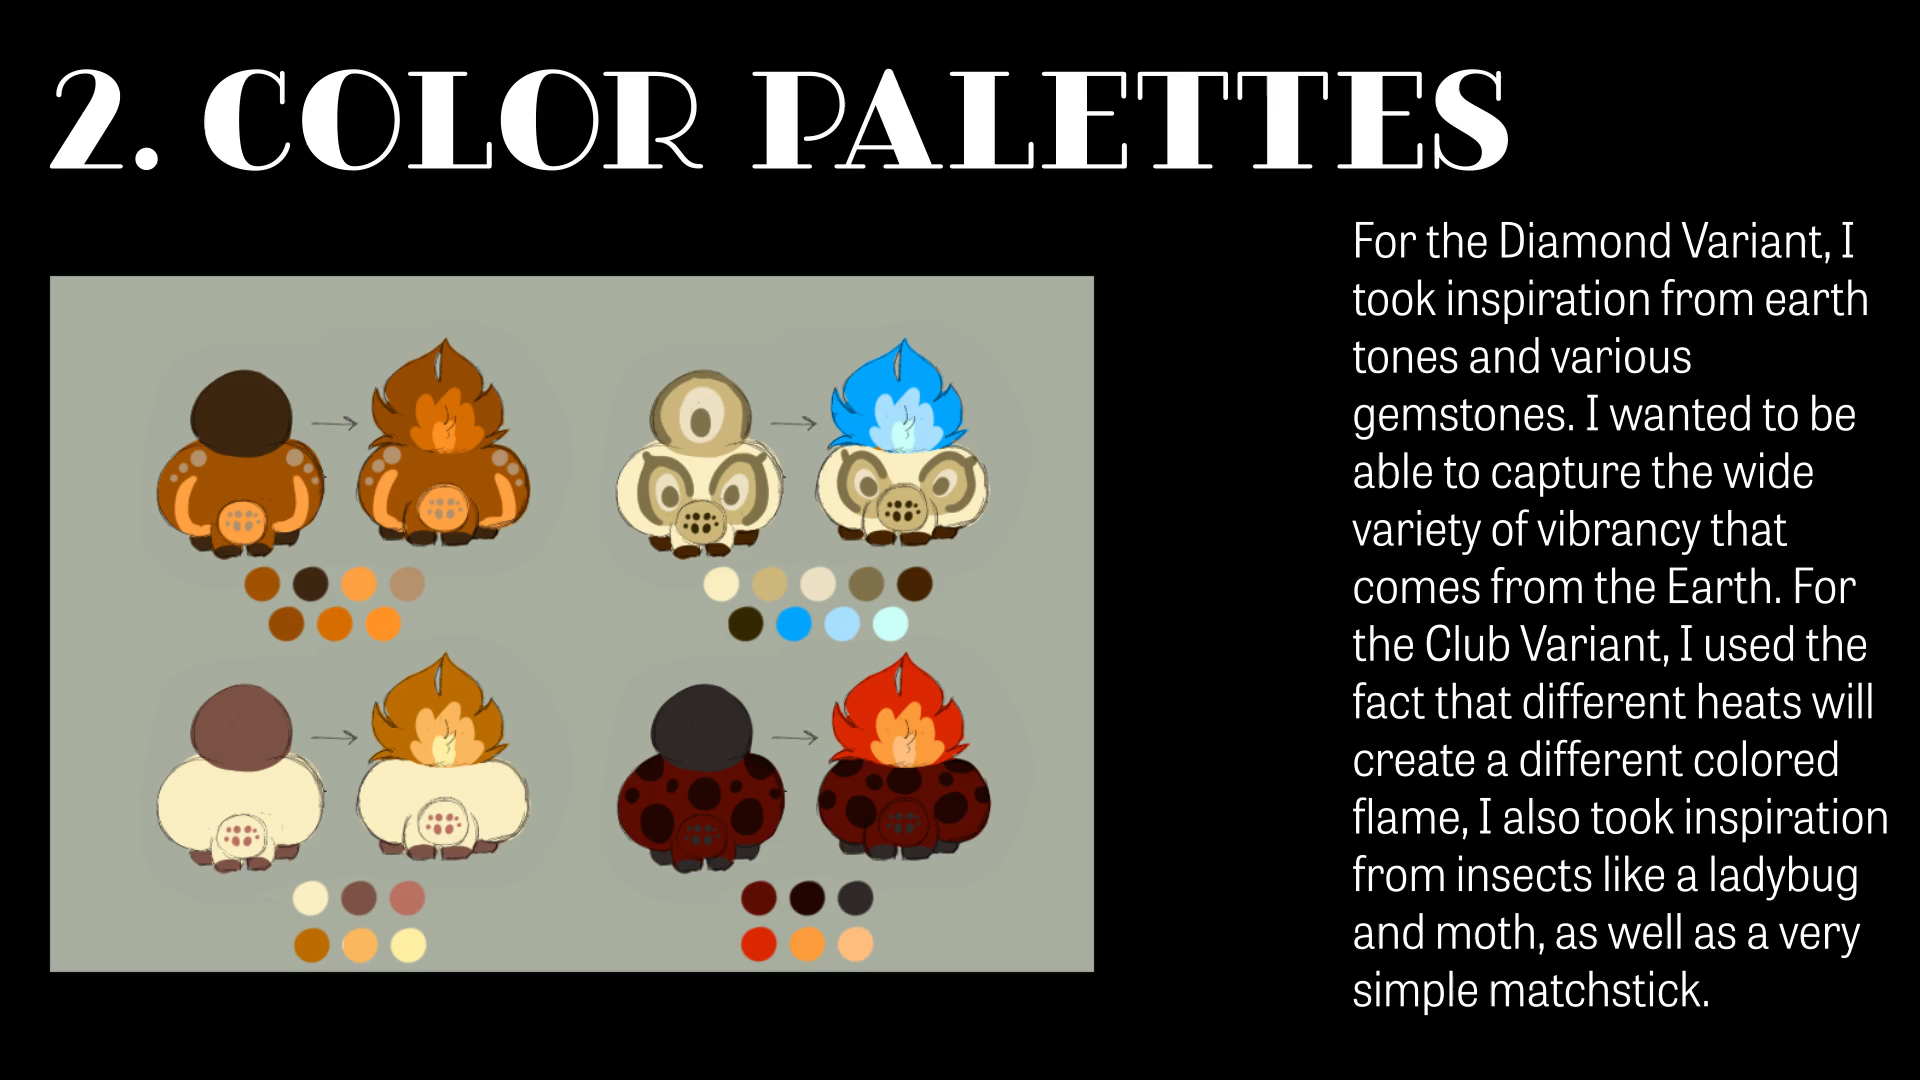 2. COLOR PALETTES
For the Diamond Variant, I
took inspiration from earth
tones and various
gemstones. I wanted to be
able to capture the wide
variety of vibrancy that
comes from the Earth. For
the Club Variant, I used the
fact that different heats will
create a different colored
flame, I also took inspiration
from insects like a ladybug
and moth, as well as a very
simple matchstick.